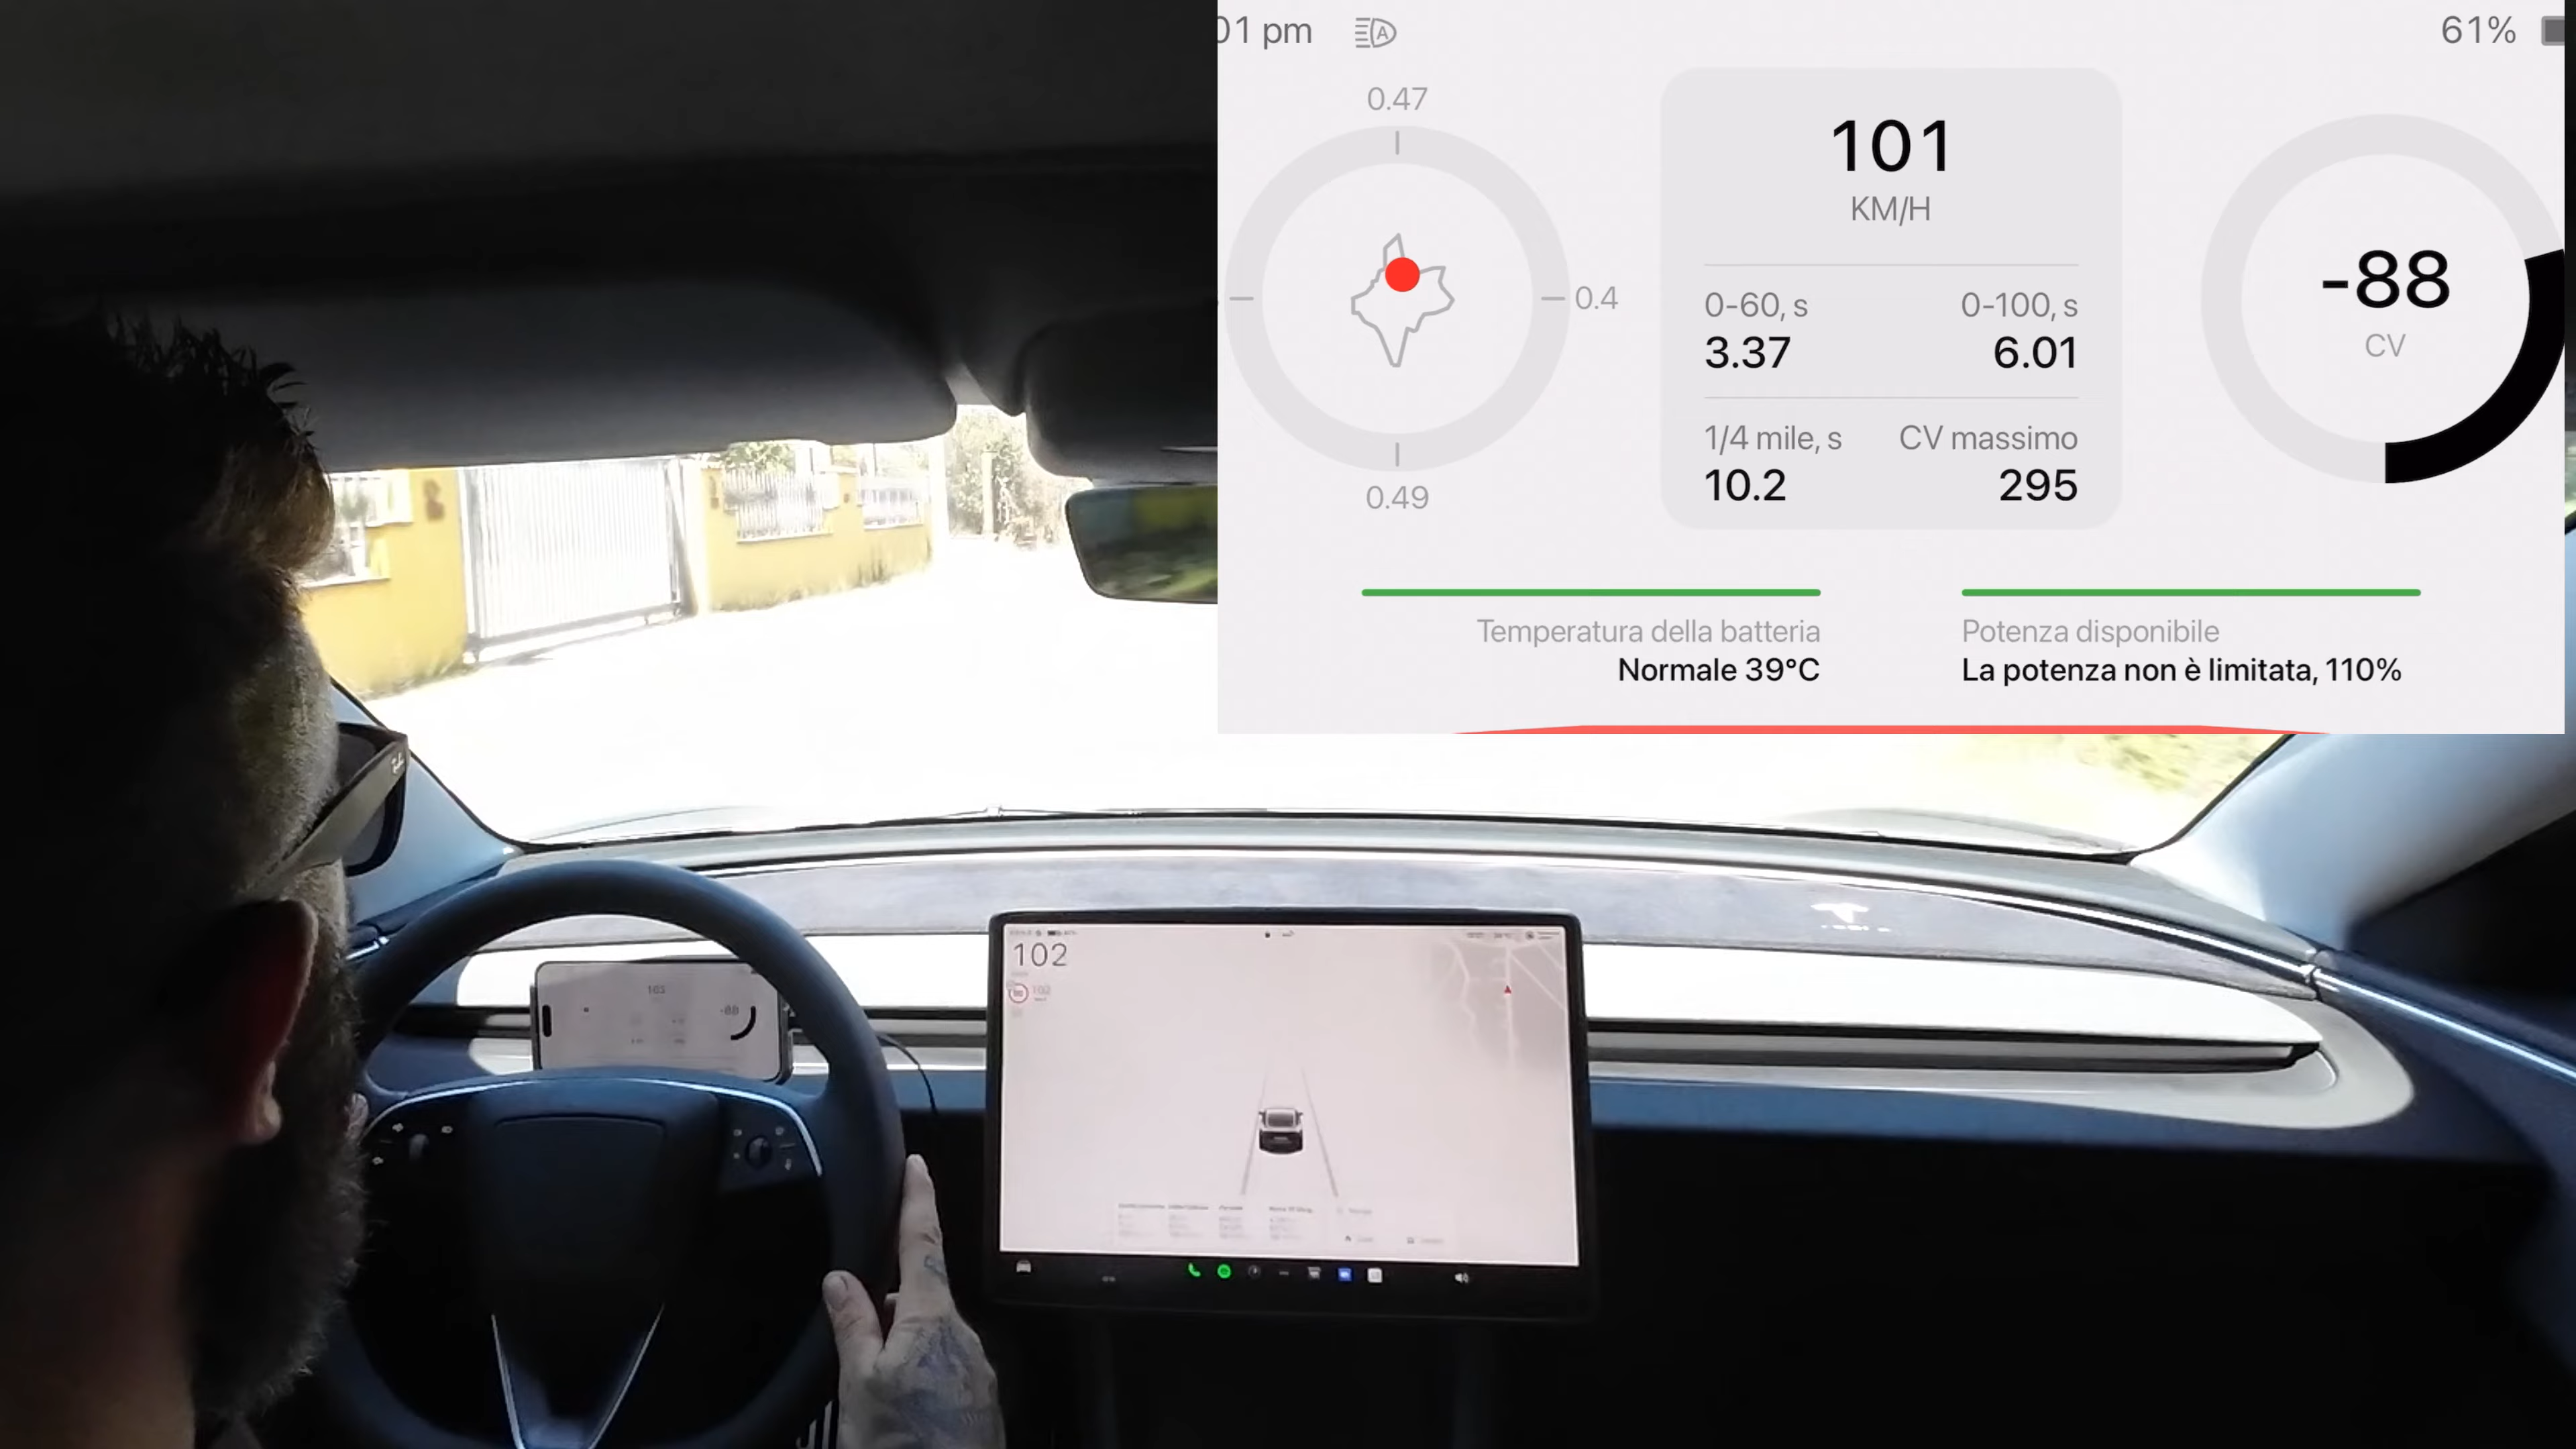 01 pm
61%
0.47
0.4
0.49
101
KM/H
0-60, s
0-100, s
3.37
6.01
1/4 mile, s
CV massimo
10.2
295
-88
CV
Temperatura della batteria
Normale 39°C
Potenza disponibile
La potenza non è limitata, 110%
102
102
-88